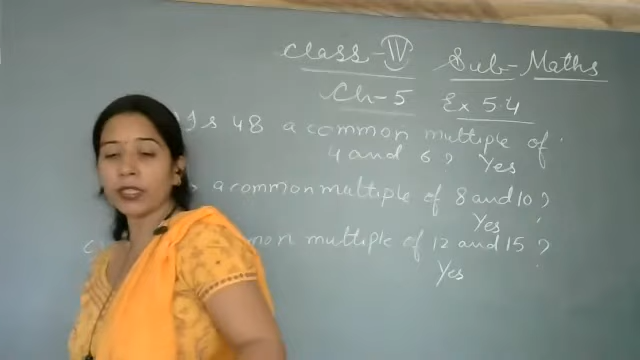 Class-IV Sub-Maths
Ch-5 Ex 5.4
Is 48 a common multiple of
4 and 6? Yes
a common multiple of 8 and 10?
Yes
mon multiple of 12 and 15?
Yes